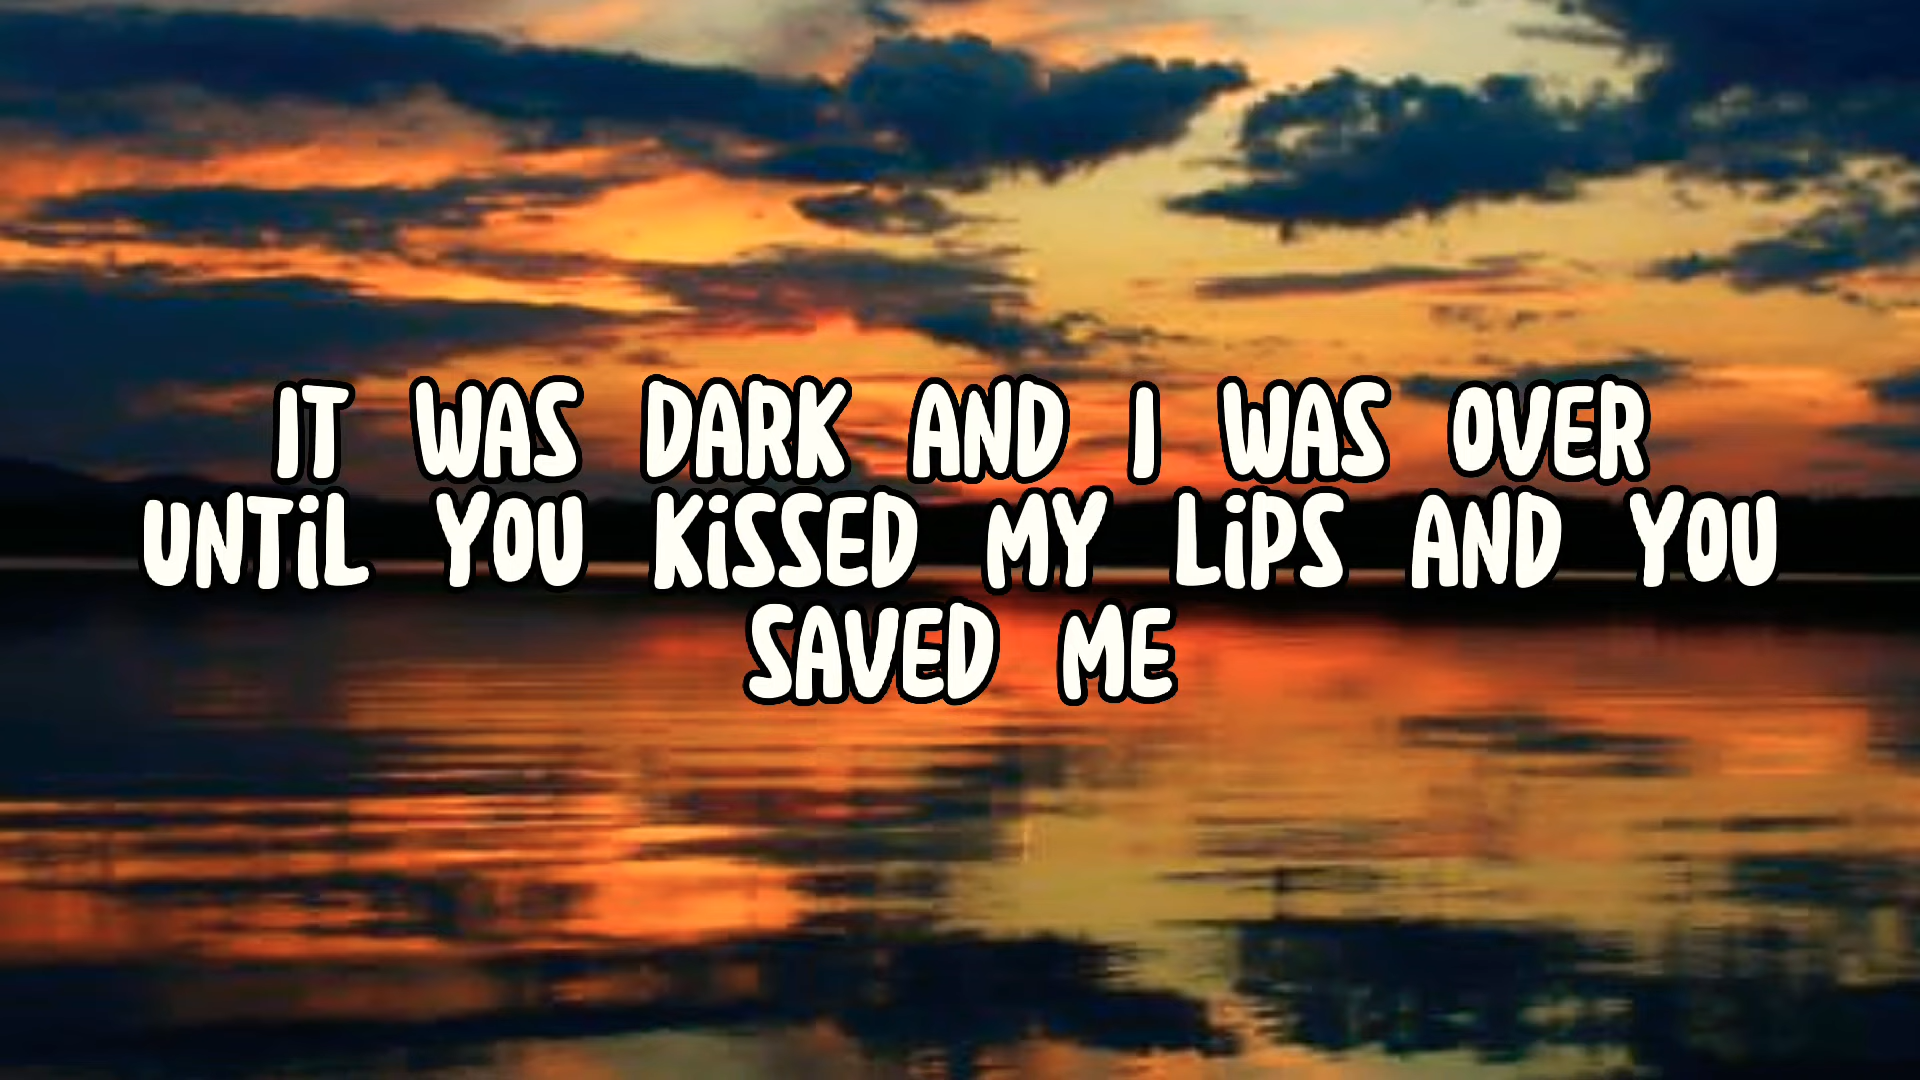 IT WAS DARK AND I WAS OVER
UNTiL YOU KiSSED MY LiPS AND YOU
SAVED ME